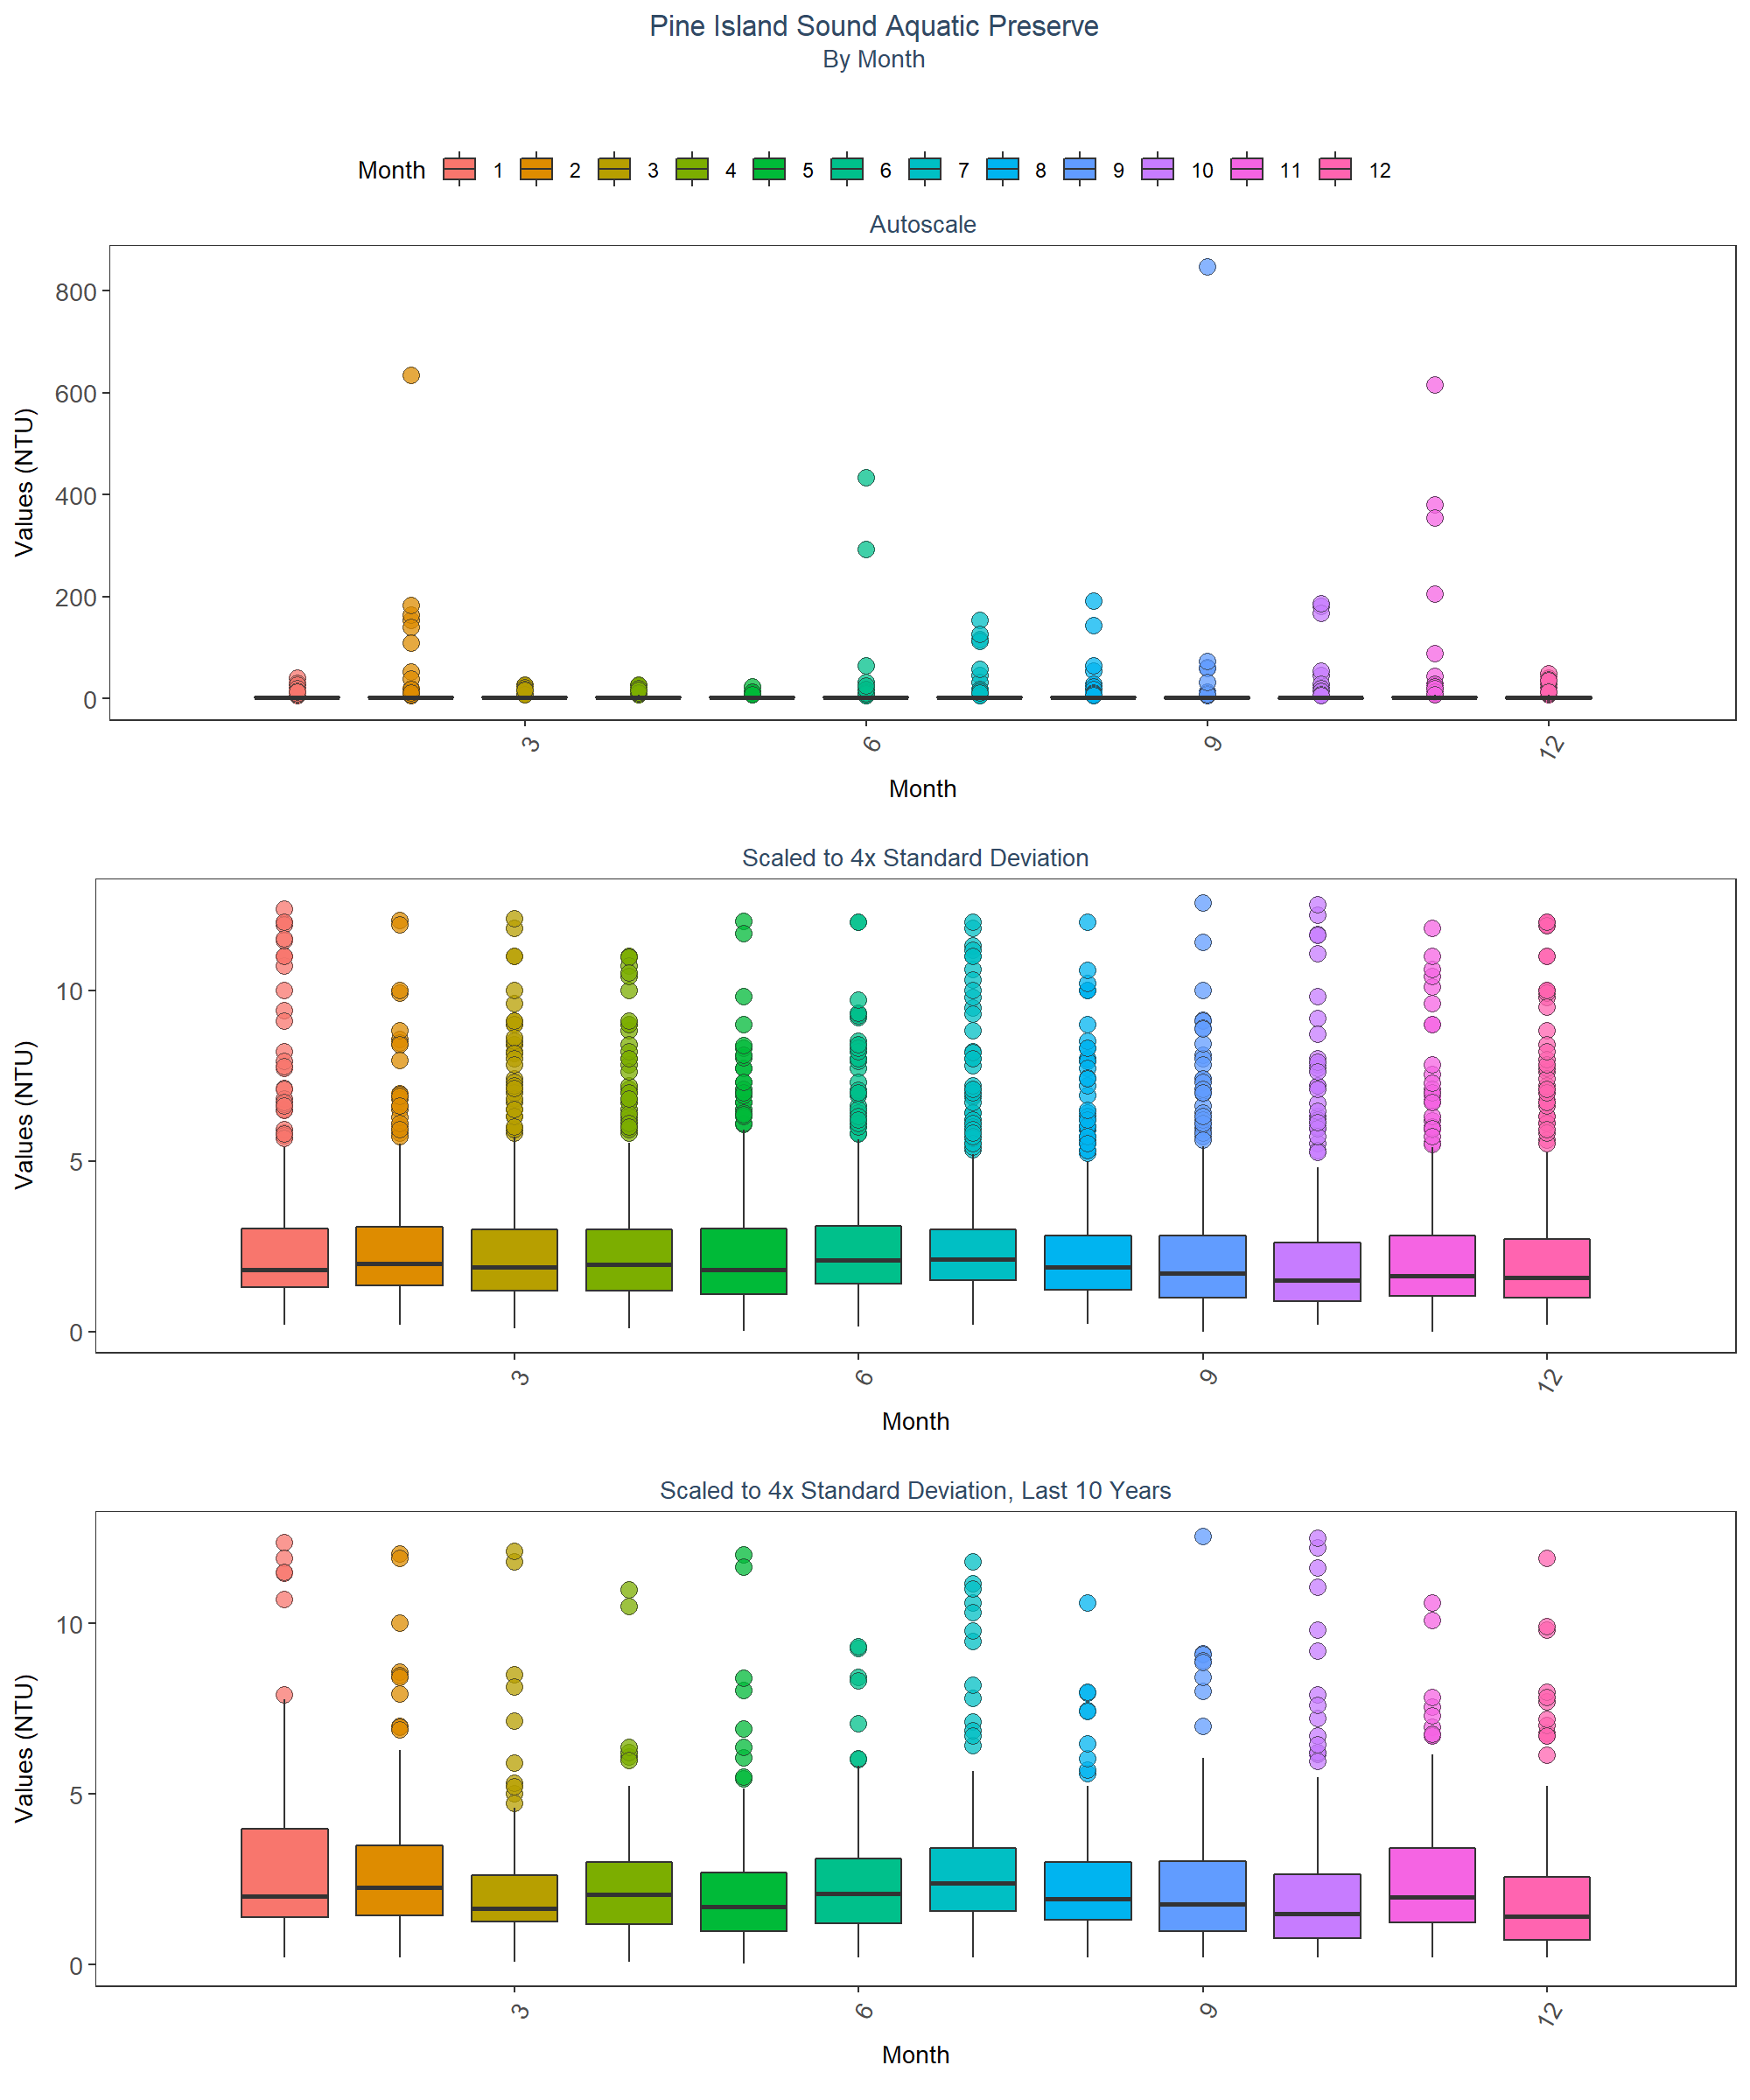 Pine Island Sound Aquatic Preserve
By Month
Month 1 2 3 4 5 6 7 8 9 10 11 12
Autoscale
Values (NTU)
800
600
400
200
0
3 6 9 12
Month
Scaled to 4x Standard Deviation
Values (NTU)
10
5
0
3 6 9 12
Month
Scaled to 4x Standard Deviation, Last 10 Years
Values (NTU)
10
5
0
3 6 9 12
Month